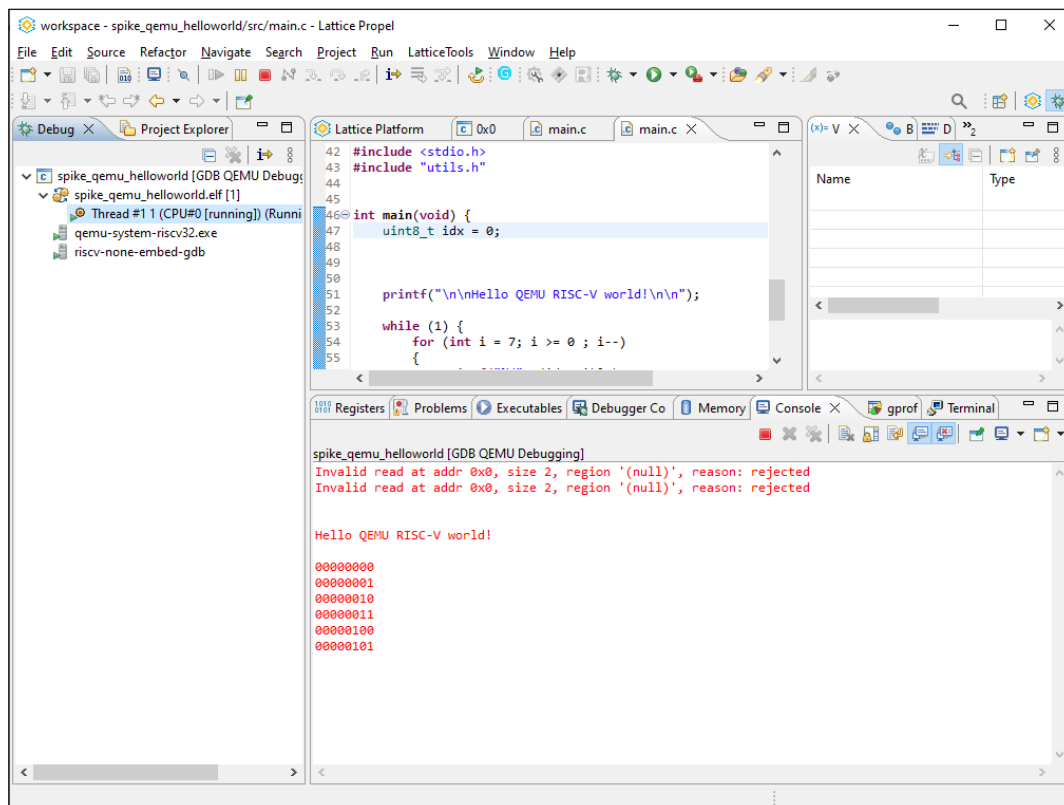 workspace - spike_qemu_helloworld/src/main.c - Lattice Propel
File Edit Source Refactor Navigate Search Project Run LatticeTools Window Help
Debug Project Explorer
spike_qemu_helloworld [GDB QEMU Debugg
spike_qemu_helloworld.elf [1]
Thread #1 1 (CPU#0 [running]) (Runni
qemu-system-riscv32.exe
riscv-none-embed-gdb
Lattice Platform 0x0 main.c main.c
42 #include <stdio.h>
43 #include "utils.h"
44
45
46 int main(void) {
47 uint8_t idx = 0;
48
49
50
51 printf("\n\nHello QEMU RISC-V world!\n\n");
52
53 while (1) {
54 for (int i = 7; i >= 0 ; i--)
55 {
(x)= V B D »2
Name Type
Registers Problems Executables Debugger Co Memory Console gprof Terminal
spike_qemu_helloworld [GDB QEMU Debugging]
Invalid read at addr 0x0, size 2, region '(null)', reason: rejected
Invalid read at addr 0x0, size 2, region '(null)', reason: rejected
Hello QEMU RISC-V world!
00000000
00000001
00000010
00000011
00000100
00000101